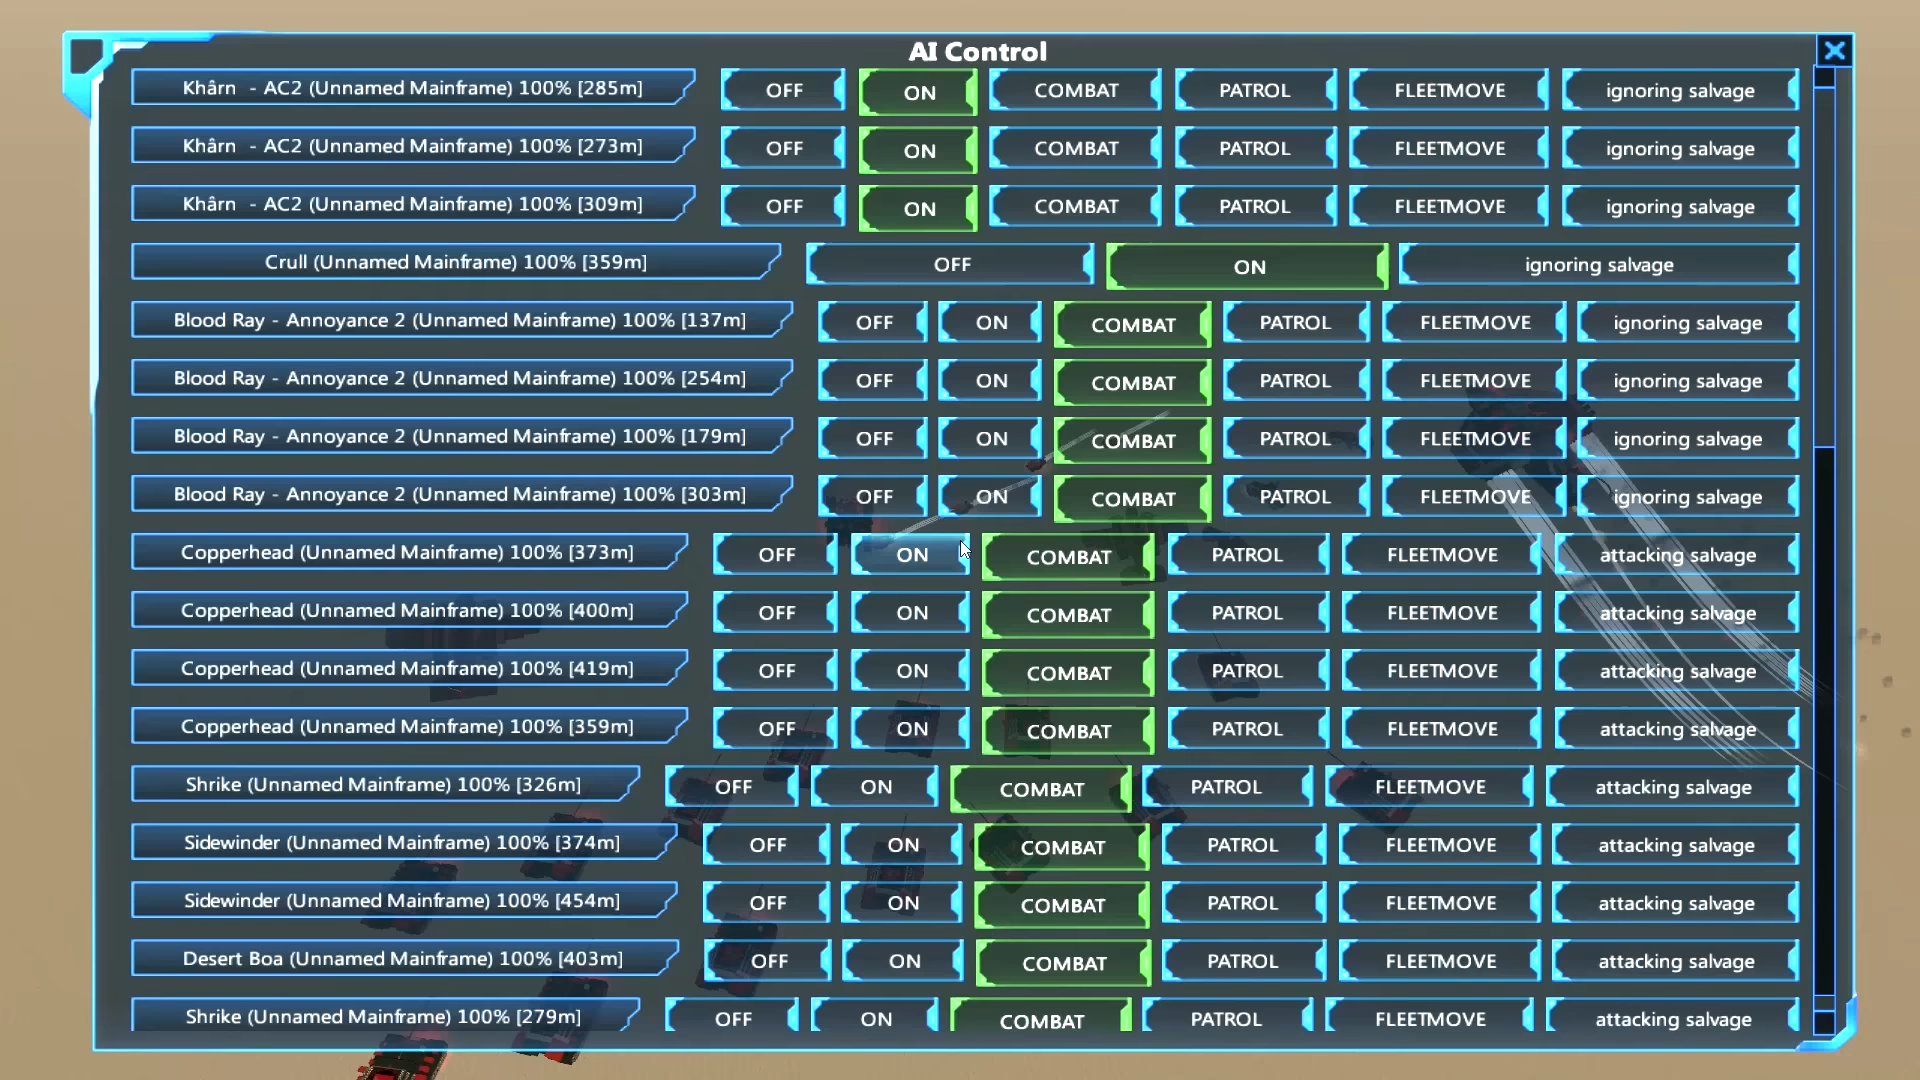 AI Control
Khârn - AC2 (Unnamed Mainframe) 100% [285m] OFF ON COMBAT PATROL FLEETMOVE ignoring salvage
Khârn - AC2 (Unnamed Mainframe) 100% [273m] OFF ON COMBAT PATROL FLEETMOVE ignoring salvage
Khârn - AC2 (Unnamed Mainframe) 100% [309m] OFF ON COMBAT PATROL FLEETMOVE ignoring salvage
Crull (Unnamed Mainframe) 100% [359m] OFF ON ignoring salvage
Blood Ray - Annoyance 2 (Unnamed Mainframe) 100% [137m] OFF ON COMBAT PATROL FLEETMOVE ignoring salvage
Blood Ray - Annoyance 2 (Unnamed Mainframe) 100% [254m] OFF ON COMBAT PATROL FLEETMOVE ignoring salvage
Blood Ray - Annoyance 2 (Unnamed Mainframe) 100% [179m] OFF ON COMBAT PATROL FLEETMOVE ignoring salvage
Blood Ray - Annoyance 2 (Unnamed Mainframe) 100% [303m] OFF ON COMBAT PATROL FLEETMOVE ignoring salvage
Copperhead (Unnamed Mainframe) 100% [373m] OFF ON COMBAT PATROL FLEETMOVE attacking salvage
Copperhead (Unnamed Mainframe) 100% [400m] OFF ON COMBAT PATROL FLEETMOVE attacking salvage
Copperhead (Unnamed Mainframe) 100% [419m] OFF ON COMBAT PATROL FLEETMOVE attacking salvage
Copperhead (Unnamed Mainframe) 100% [359m] OFF ON COMBAT PATROL FLEETMOVE attacking salvage
Shrike (Unnamed Mainframe) 100% [326m] OFF ON COMBAT PATROL FLEETMOVE attacking salvage
Sidewinder (Unnamed Mainframe) 100% [374m] OFF ON COMBAT PATROL FLEETMOVE attacking salvage
Sidewinder (Unnamed Mainframe) 100% [454m] OFF ON COMBAT PATROL FLEETMOVE attacking salvage
Desert Boa (Unnamed Mainframe) 100% [403m] OFF ON COMBAT PATROL FLEETMOVE attacking salvage
Shrike (Unnamed Mainframe) 100% [279m] OFF ON COMBAT PATROL FLEETMOVE attacking salvage